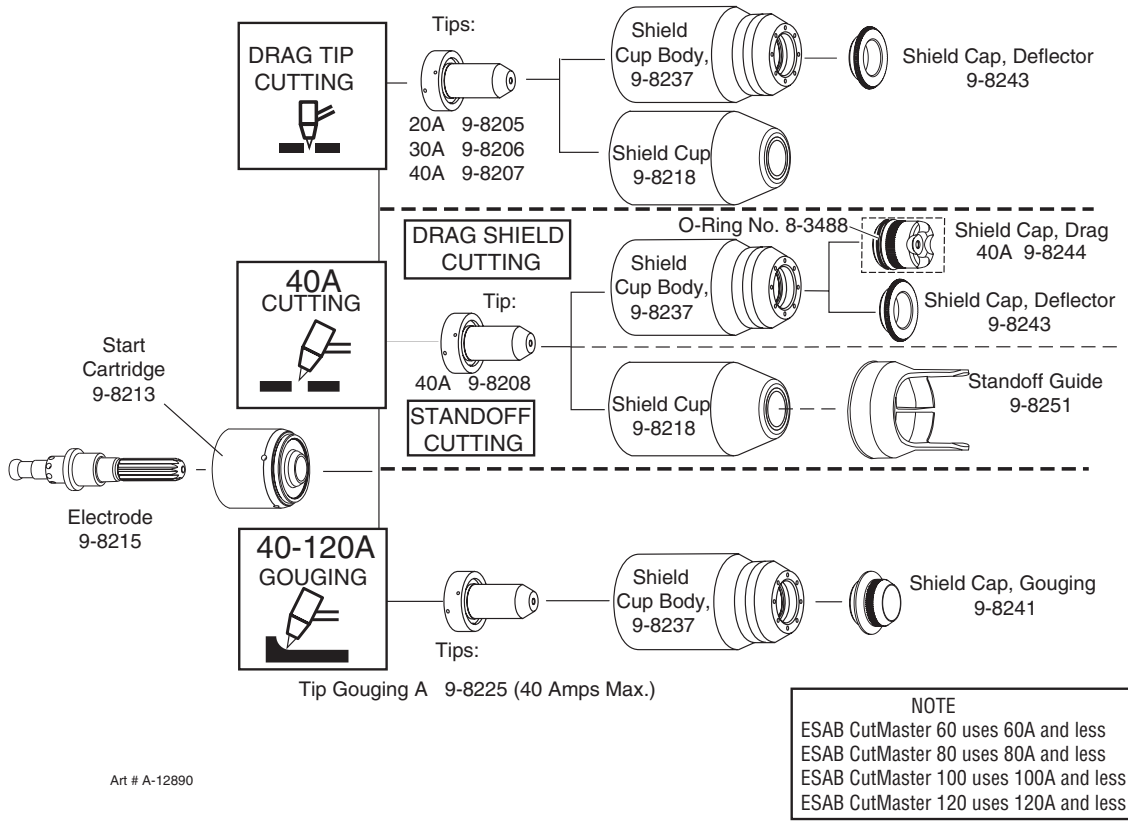 DRAG TIP
CUTTING
Tips:
20A 9-8205
30A 9-8206
40A 9-8207
Shield
Cup Body,
9-8237
Shield Cap, Deflector
9-8243
Shield Cup
9-8218
DRAG SHIELD
CUTTING
O-Ring No. 8-3488
Shield Cap, Drag
40A 9-8244
Shield
Cup Body,
9-8237
Shield Cap, Deflector
9-8243
40A
CUTTING
Tip:
40A 9-8208
STANDOFF
CUTTING
Shield Cup
9-8218
Standoff Guide
9-8251
Start
Cartridge
9-8213
Electrode
9-8215
40-120A
GOUGING
Tips:
Tip Gouging A 9-8225 (40 Amps Max.)
Shield
Cup Body,
9-8237
Shield Cap, Gouging
9-8241
NOTE
ESAB CutMaster 60 uses 60A and less
ESAB CutMaster 80 uses 80A and less
ESAB CutMaster 100 uses 100A and less
ESAB CutMaster 120 uses 120A and less
Art # A-12890